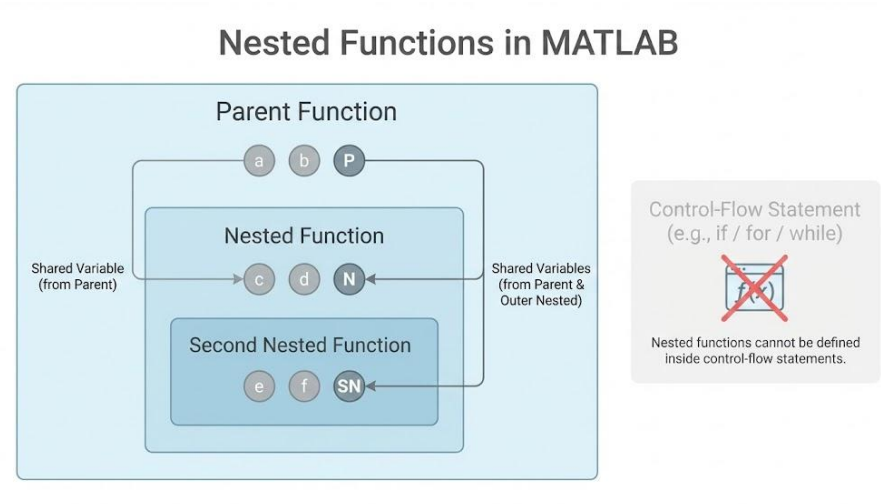 Nested Functions in MATLAB
Parent Function
a b P
Nested Function
Shared Variable
(from Parent)
c d N
Shared Variables
(from Parent &
Outer Nested)
Second Nested Function
e f SN
Control-Flow Statement
(e.g., if / for / while)
f(x)
Nested functions cannot be defined
inside control-flow statements.